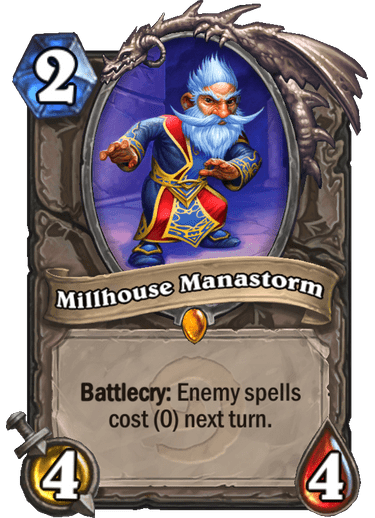 2
Millhouse Manastorm
Battlecry: Enemy spells
cost (0) next turn.
4
4